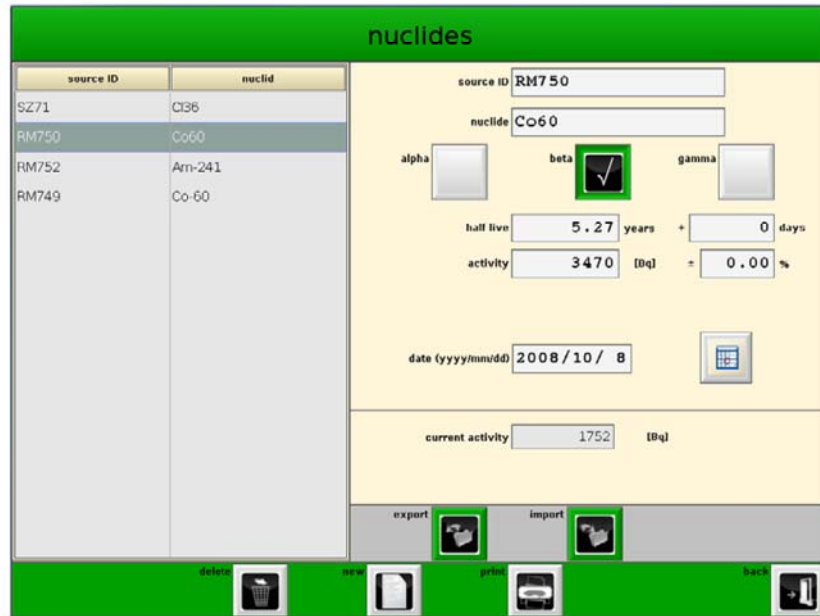 nuclides
source ID nuclid
SZ71 Cl36
RM750 Co60
RM752 Am-241
RM749 Co-60
source ID RM750
nuclide Co60
alpha beta √ gamma
half live 5.27 years + 0 days
activity 3470 [Bq] ± 0.00 %
date (yyyy/mm/dd) 2008/10/ 8
current activity 1752 [Bq]
export import
delete new print back